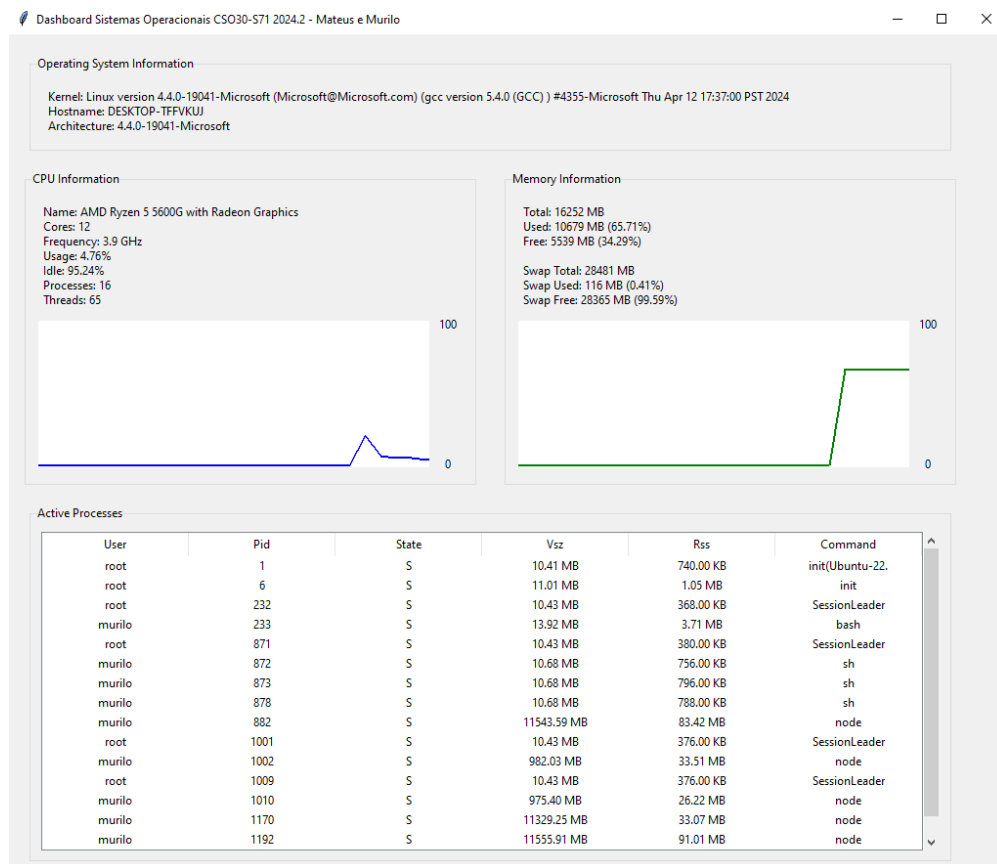 Dashboard Sistemas Operacionais CSO30-S71 2024.2 - Mateus e Murilo
Operating System Information
Kernel: Linux version 4.4.0-19041-Microsoft (Microsoft@Microsoft.com) (gcc version 5.4.0 (GCC) ) #4355-Microsoft Thu Apr 12 17:37:00 PST 2024
Hostname: DESKTOP-TFFVKUJ
Architecture: 4.4.0-19041-Microsoft
CPU Information
Name: AMD Ryzen 5 5600G with Radeon Graphics
Cores: 12
Frequency: 3.9 GHz
Usage: 4.76%
Idle: 95.24%
Processes: 16
Threads: 65
100
0
Memory Information
Total: 16252 MB
Used: 10679 MB (65.71%)
Free: 5539 MB (34.29%)
Swap Total: 28481 MB
Swap Used: 116 MB (0.41%)
Swap Free: 28365 MB (99.59%)
100
0
Active Processes
User Pid State Vsz Rss Command
root 1 S 10.41 MB 740.00 KB init(Ubuntu-22.
root 6 S 11.01 MB 1.05 MB init
root 232 S 10.43 MB 368.00 KB SessionLeader
murilo 233 S 13.92 MB 3.71 MB bash
root 871 S 10.43 MB 380.00 KB SessionLeader
murilo 872 S 10.68 MB 756.00 KB sh
murilo 873 S 10.68 MB 796.00 KB sh
murilo 878 S 10.68 MB 788.00 KB sh
murilo 882 S 11543.59 MB 83.42 MB node
root 1001 S 10.43 MB 376.00 KB SessionLeader
murilo 1002 S 982.03 MB 33.51 MB node
root 1009 S 10.43 MB 376.00 KB SessionLeader
murilo 1010 S 975.40 MB 26.22 MB node
murilo 1170 S 11329.25 MB 33.07 MB node
murilo 1192 S 11555.91 MB 91.01 MB node